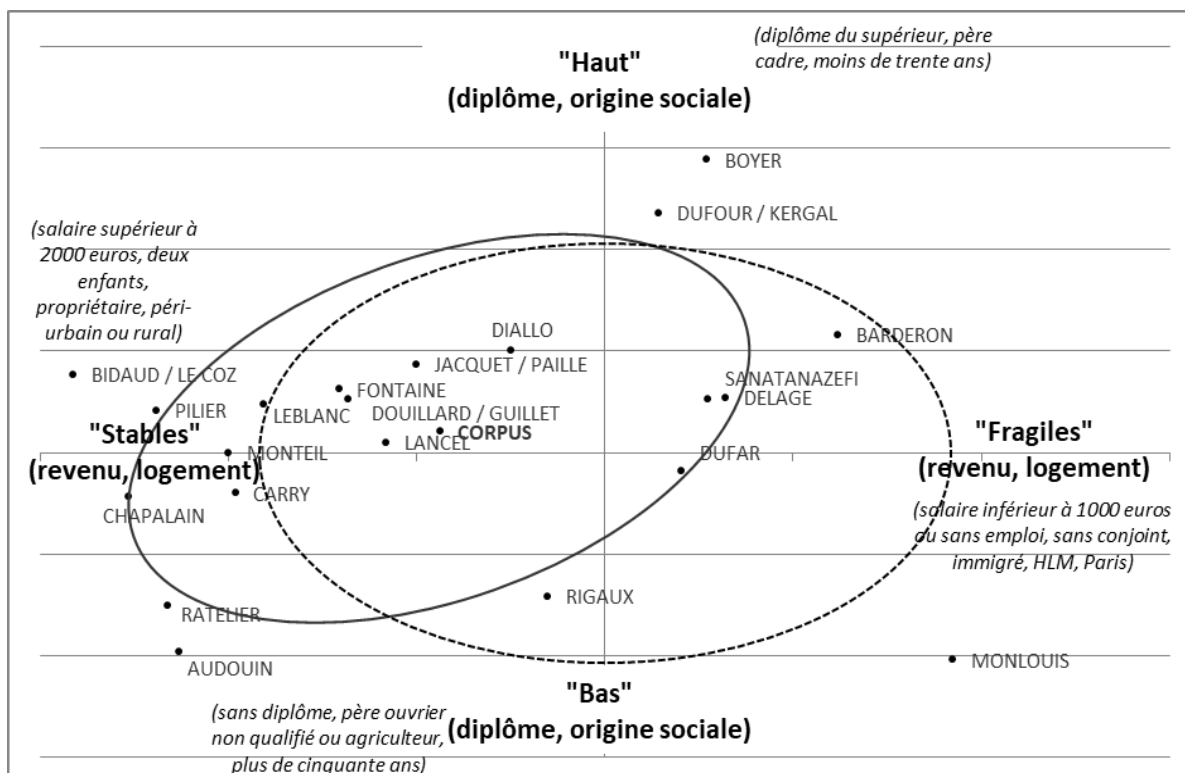 (diplôme du supérieur, père
cadre, moins de trente ans)
"Haut"
(diplôme, origine sociale)
BOYER
DUFOUR / KERGAL
(salaire supérieur à
2000 euros, deux
enfants,
propriétaire, péri-
urbain ou rural)
DIALLO
BARDERON
JACQUET / PAILLE
BIDAUD / LE COZ
SANATANAZEFI
FONTAINE
DELAGE
PILIER
LEBLANC
DOUILLARD / GUILLET
CORPUS
"Stables"
(revenu, logement)
LANCEL
MONTEIL
DUFAR
"Fragiles"
(revenu, logement)
CARRY
CHAPALAIN
(salaire inférieur à 1000 euros
ou sans emploi, sans conjoint,
immigré, HLM, Paris)
RIGAUX
RATELIER
AUDOUIN
MONLOUIS
"Bas"
(diplôme, origine sociale)
(sans diplôme, père ouvrier
non qualifié ou agriculteur,
plus de cinquante ans)